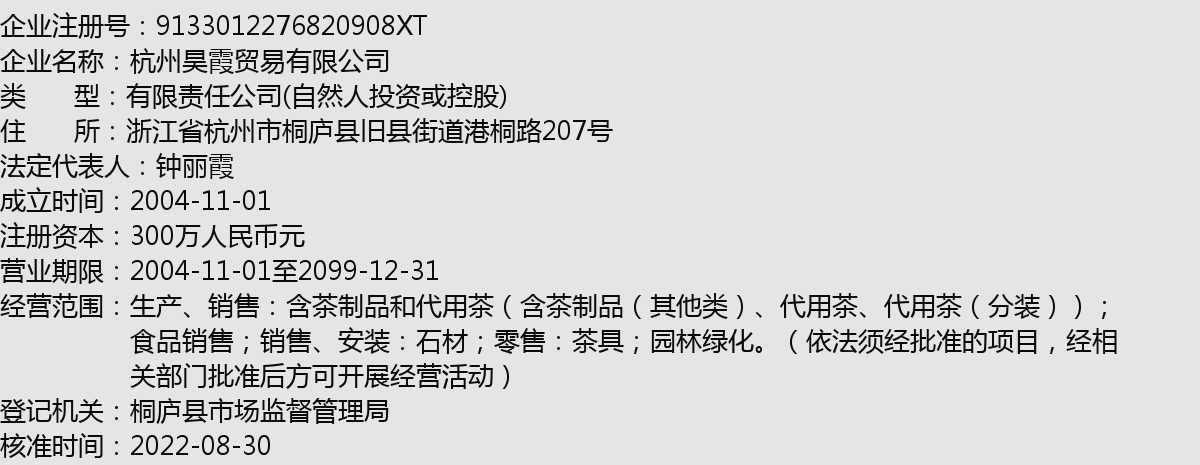 企业注册号：9133012276820908XT
企业名称：杭州昊霞贸易有限公司
类　　型：有限责任公司(自然人投资或控股)
住　　所：浙江省杭州市桐庐县旧县街道港桐路207号
法定代表人：钟丽霞
成立时间：2004-11-01
注册资本：300万人民币元
营业期限：2004-11-01至2099-12-31
经营范围：生产、销售：含茶制品和代用茶（含茶制品（其他类）、代用茶、代用茶（分装））；
食品销售；销售、安装：石材；零售：茶具；园林绿化。（依法须经批准的项目，经相
关部门批准后方可开展经营活动）
登记机关：桐庐县市场监督管理局
核准时间：2022-08-30